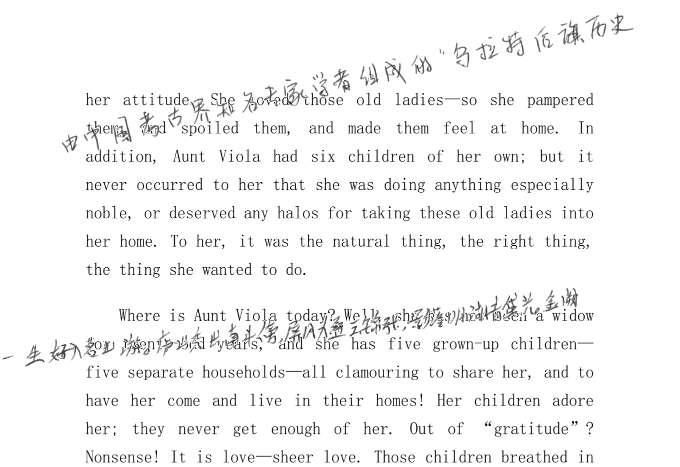 由中国考古界知名专家学者组成的“乌拉特后旗历史
her attitude. She loved those old ladies—so she pampered
them and spoiled them, and made them feel at home. In
addition, Aunt Viola had six children of her own; but it
never occurred to her that she was doing anything especially
noble, or deserved any halos for taking these old ladies into
her home. To her, it was the natural thing, the right thing,
the thing she wanted to do.
Where is Aunt Viola today? Well, she has now been a widow
一生好入名山游
for twenty-odd years, and she has five grown-up children—
five separate households—all clamouring to share her, and to
have her come and live in their homes! Her children adore
her; they never get enough of her. Out of “gratitude”?
Nonsense! It is love—sheer love. Those children breathed in